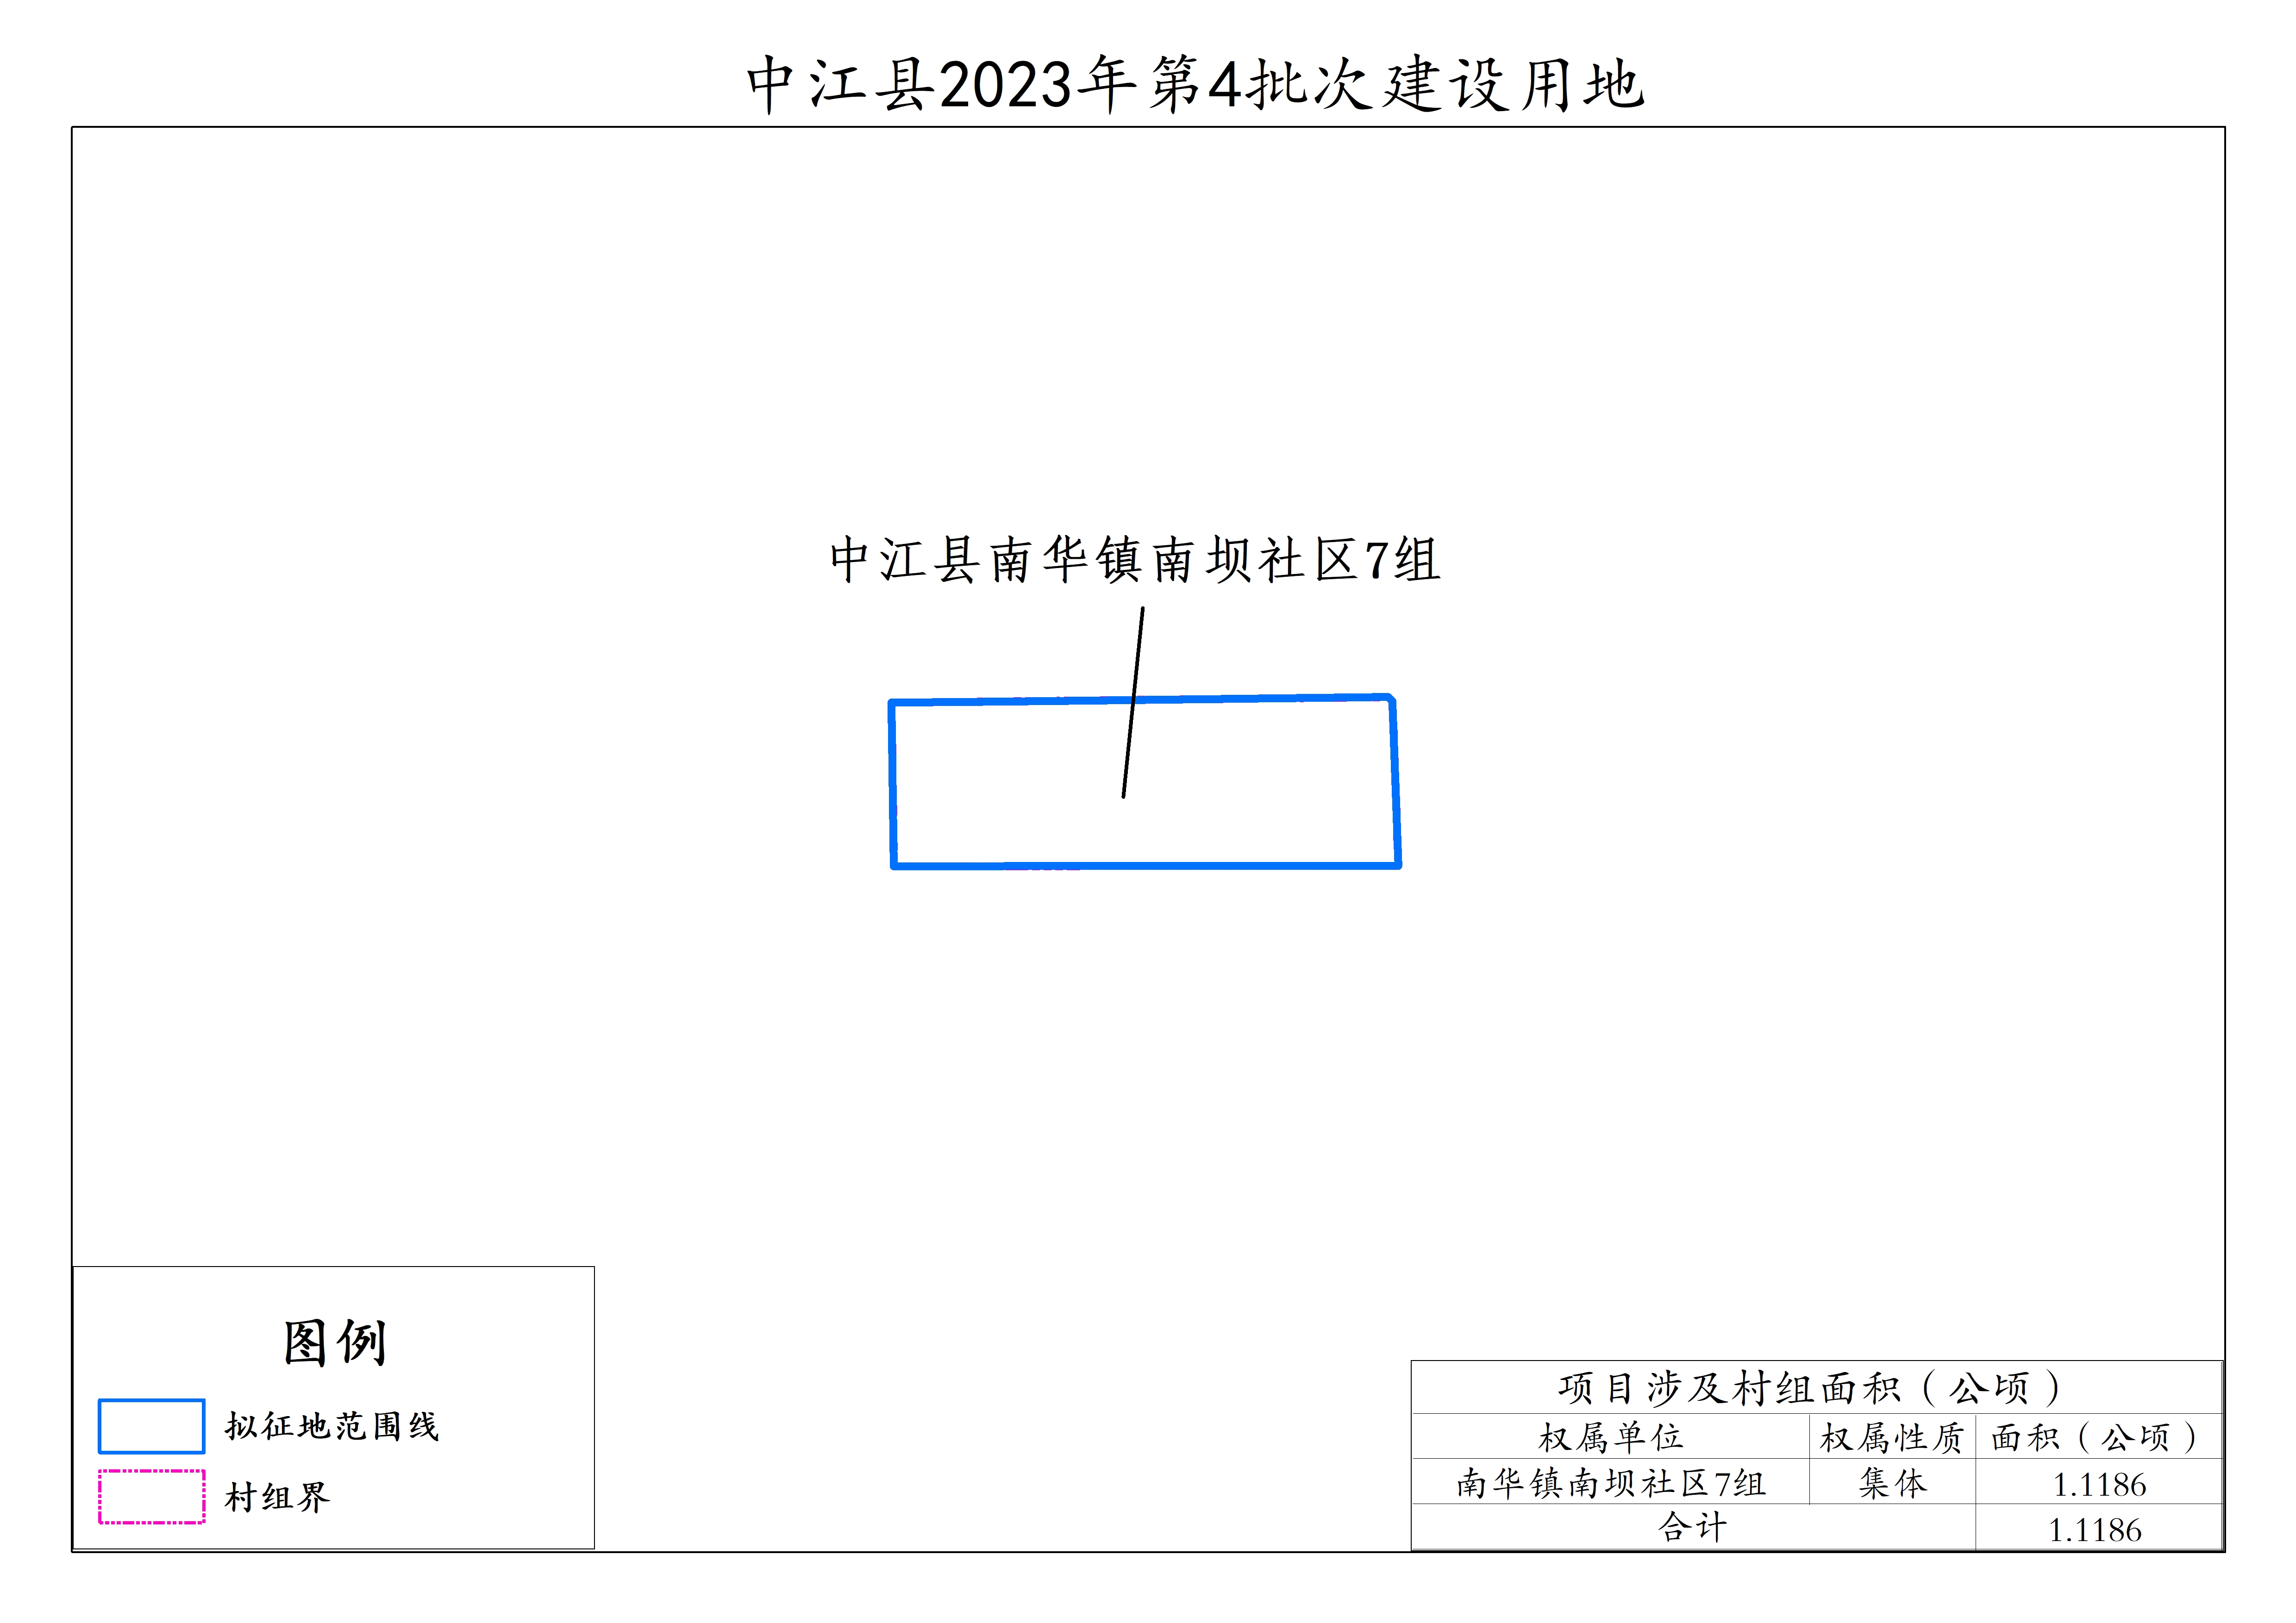 中江县2023年第4批次建设用地
中江县南华镇南坝社区7组
图例
拟征地范围线
村组界
项目涉及村组面积（公顷）
权属单位 权属性质 面积（公顷）
南华镇南坝社区7组 集体 1.1186
合计 1.1186